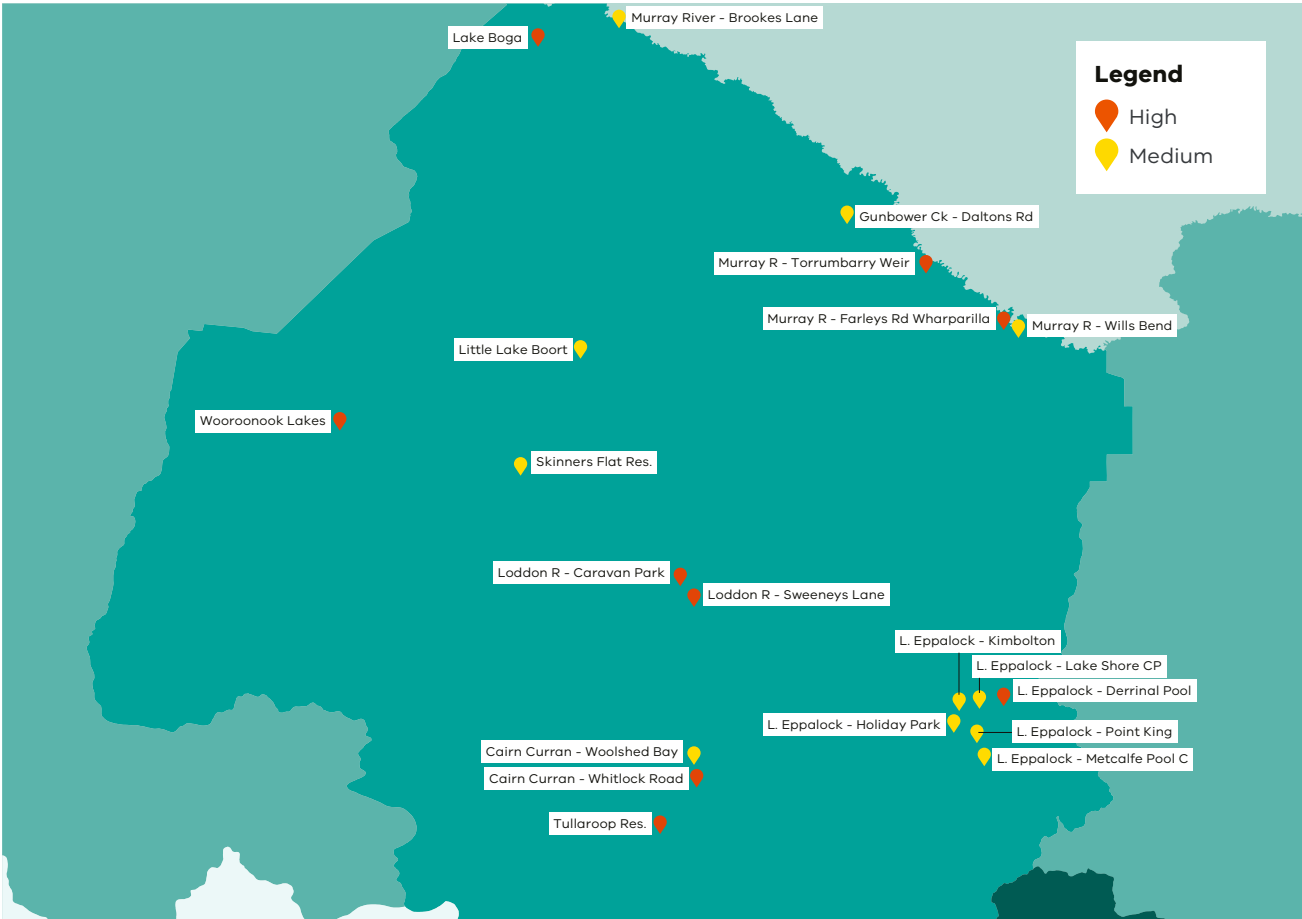 Murray River - Brookes Lane
Lake Boga
Legend
High
Medium
Gunbower Ck - Daltons Rd
Murray R - Torrumbarry Weir
Murray R - Farleys Rd Wharparilla
Murray R - Wills Bend
Little Lake Boort
Wooroonook Lakes
Skinners Flat Res.
Loddon R - Caravan Park
Loddon R - Sweeneys Lane
L. Eppalock - Kimbolton
L. Eppalock - Lake Shore CP
L. Eppalock - Derrinal Pool
L. Eppalock - Holiday Park
L. Eppalock - Point King
Cairn Curran - Woolshed Bay
L. Eppalock - Metcalfe Pool C
Cairn Curran - Whitlock Road
Tullaroop Res.